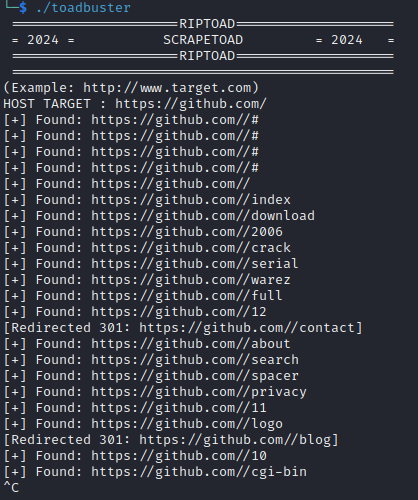 └─$ ./toadbuster
=====================RIPTOAD====================
= 2024 = SCRAPETOAD = 2024 =
=====================RIPTOAD====================
================================================
(Example: http://www.target.com)
HOST TARGET : https://github.com/
[+] Found: https://github.com//#
[+] Found: https://github.com//#
[+] Found: https://github.com//#
[+] Found: https://github.com//#
[+] Found: https://github.com//
[+] Found: https://github.com//index
[+] Found: https://github.com//download
[+] Found: https://github.com//2006
[+] Found: https://github.com//crack
[+] Found: https://github.com//serial
[+] Found: https://github.com//warez
[+] Found: https://github.com//full
[+] Found: https://github.com//12
[Redirected 301: https://github.com//contact]
[+] Found: https://github.com//about
[+] Found: https://github.com//search
[+] Found: https://github.com//spacer
[+] Found: https://github.com//privacy
[+] Found: https://github.com//11
[+] Found: https://github.com//logo
[Redirected 301: https://github.com//blog]
[+] Found: https://github.com//10
[+] Found: https://github.com//cgi-bin
^C